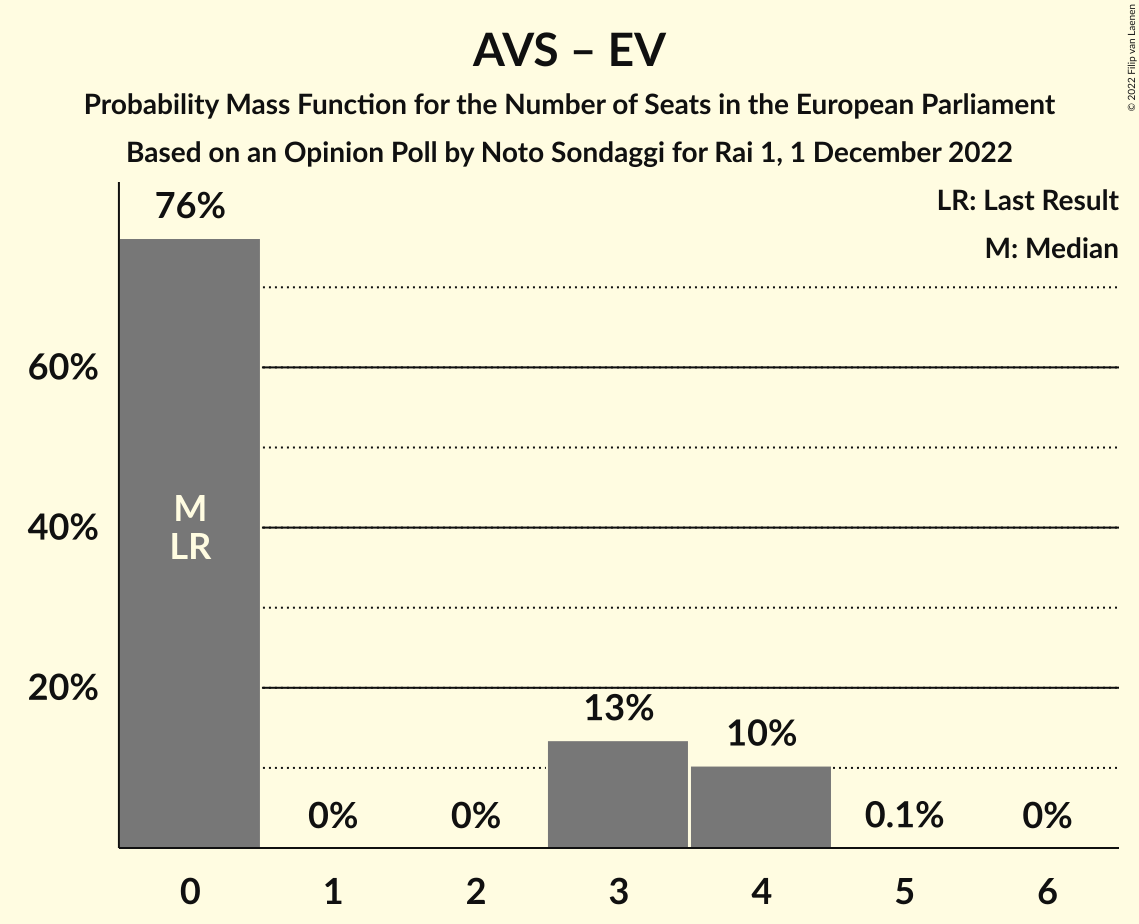 AVS – EV
Probability Mass Function for the Number of Seats in the European Parliament
Based on an Opinion Poll by Noto Sondaggi for Rai 1, 1 December 2022
© 2022 Filip van Laenen
LR: Last Result
M: Median
76%
60%
40%
20%
M
LR
0%
0%
13%
10%
0.1%
0%
0 1 2 3 4 5 6